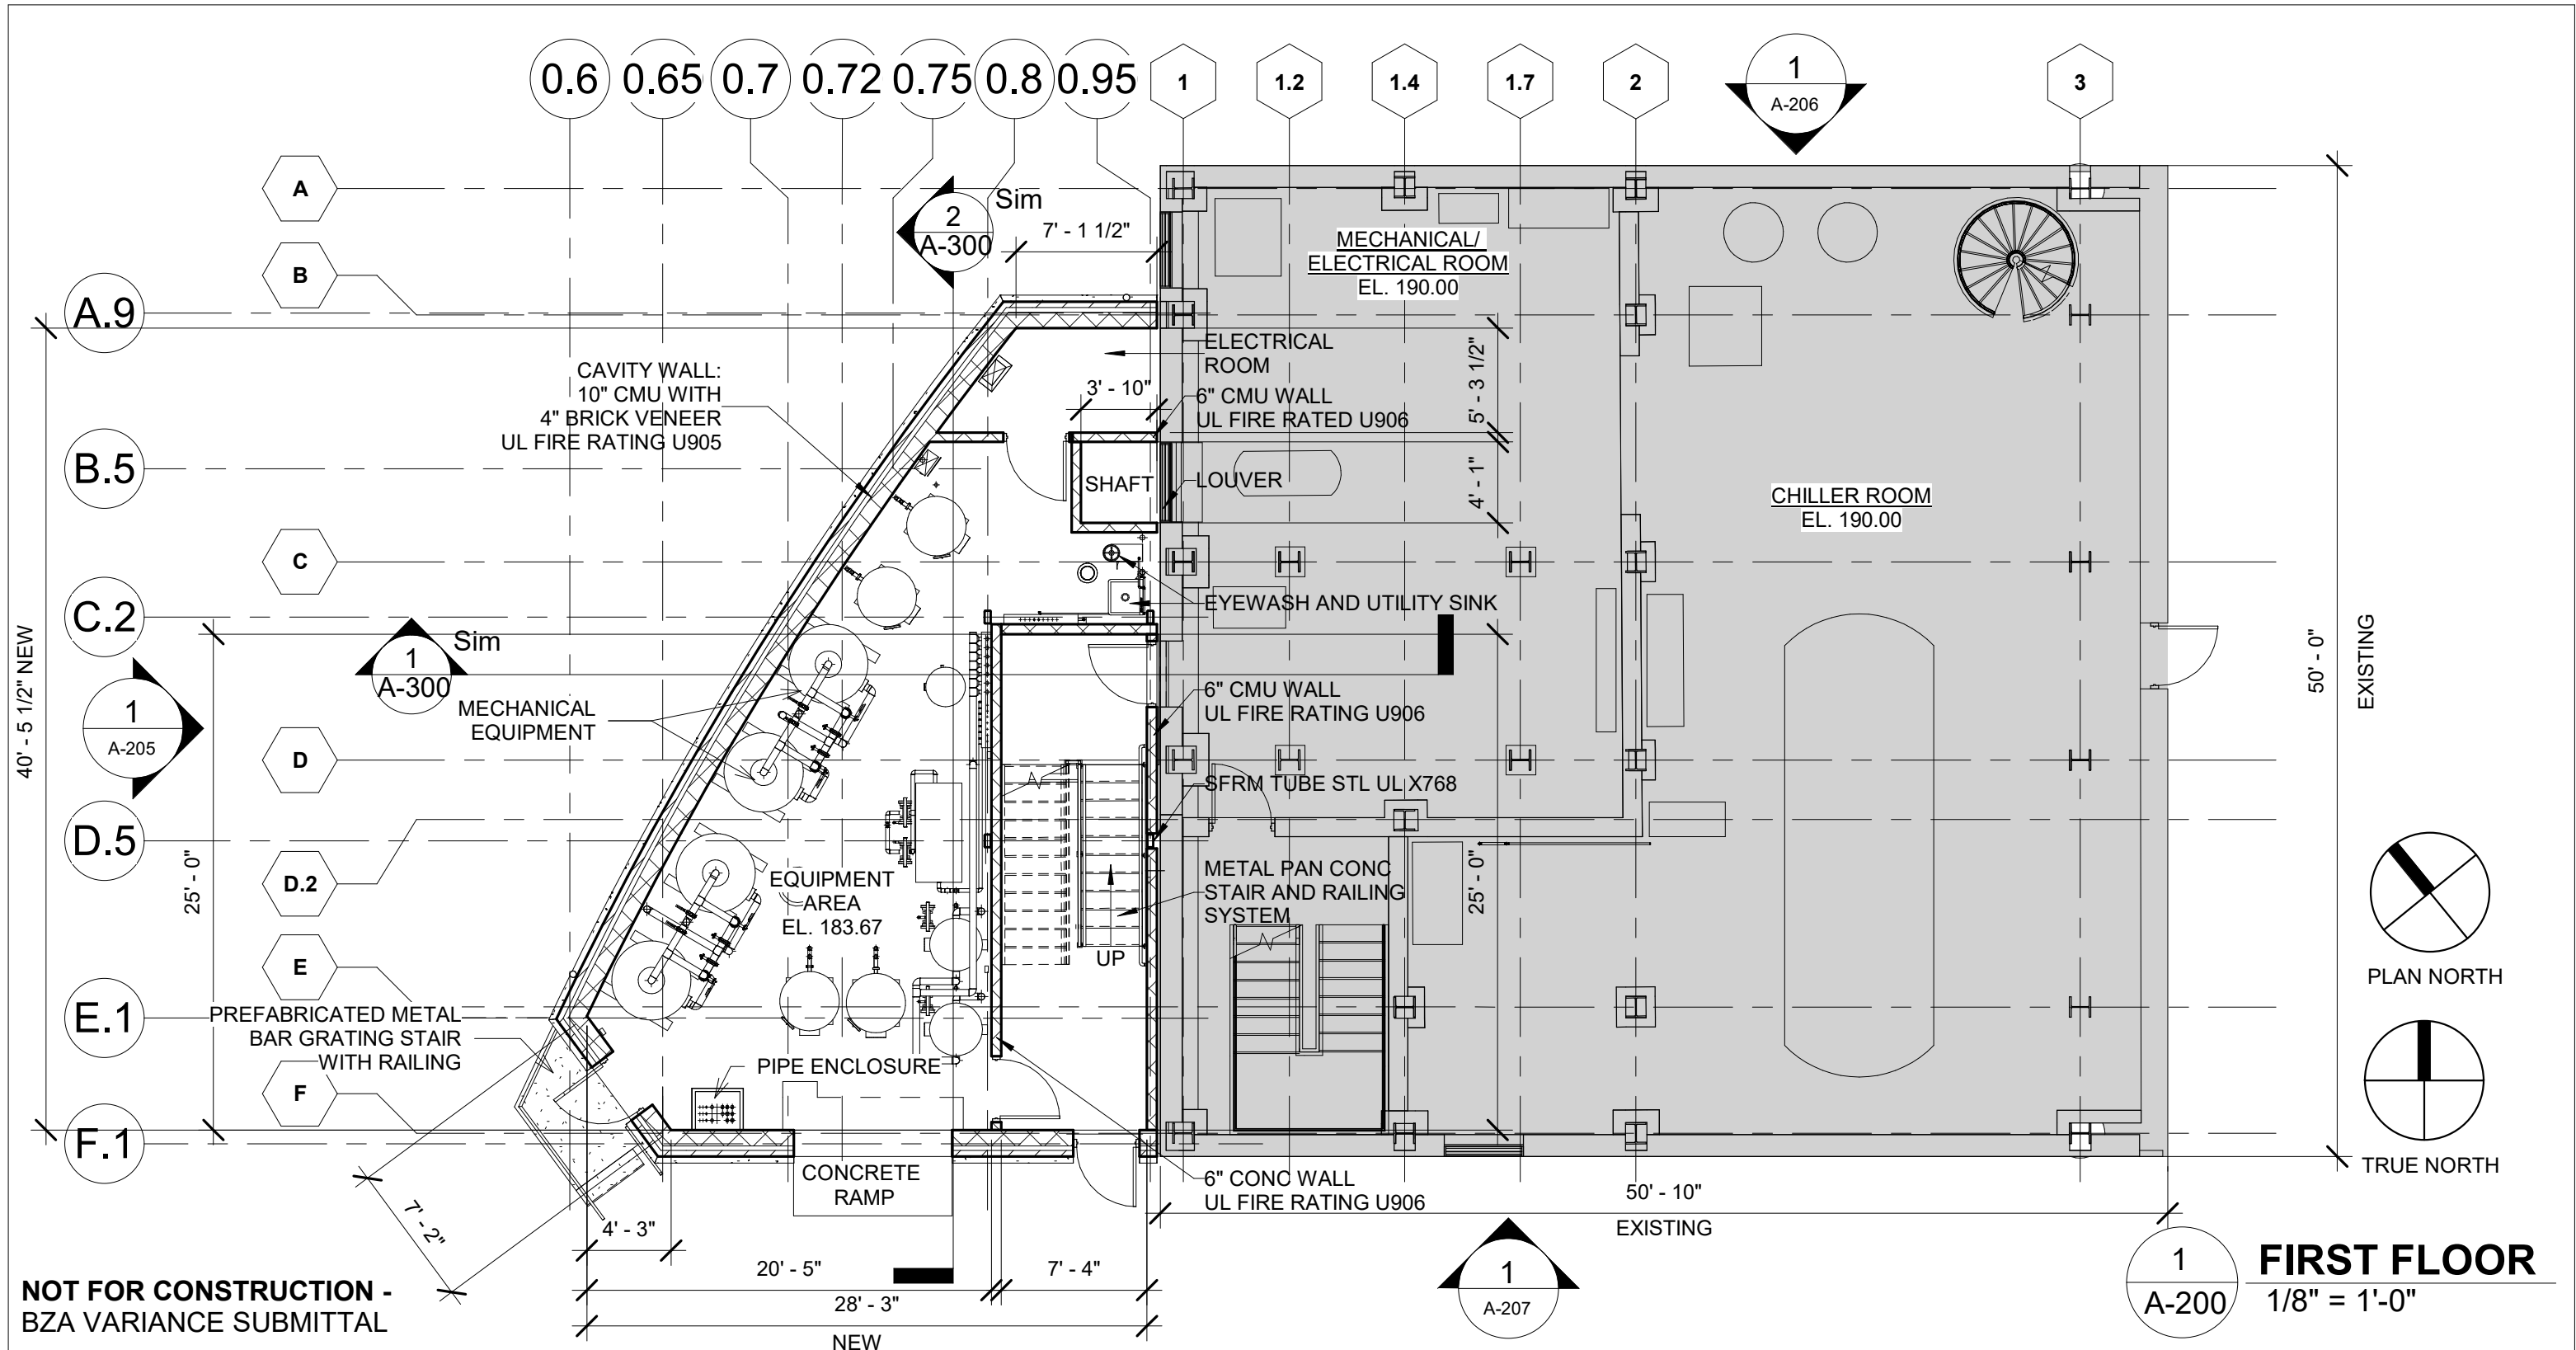 0.6
0.65
0.7
0.72
0.75
0.8
0.95
1
1.2
1.4
1.7
2
1
A-206
3
A
B
A.9
B.5
C
C.2
D
D.5
D.2
E
E.1
F
F.1
2
A-300
Sim
7' - 1 1/2"
MECHANICAL/
ELECTRICAL ROOM
EL. 190.00
ELECTRICAL
ROOM
3' - 10"
5' - 3 1/2"
CAVITY WALL:
10" CMU WITH
4" BRICK VENEER
UL FIRE RATING U905
6" CMU WALL
UL FIRE RATED U906
SHAFT
LOUVER
4' - 1"
CHILLER ROOM
EL. 190.00
EYEWASH AND UTILITY SINK
40' - 5 1/2" NEW
1
A-205
1
A-300
Sim
MECHANICAL
EQUIPMENT
6" CMU WALL
UL FIRE RATING U906
50' - 0"
EXISTING
SFRM TUBE STL UL X768
25' - 0"
EQUIPMENT
AREA
EL. 183.67
METAL PAN CONC
STAIR AND RAILING
SYSTEM
25' - 0"
UP
PLAN NORTH
PREFABRICATED METAL
BAR GRATING STAIR
WITH RAILING
PIPE ENCLOSURE
TRUE NORTH
CONCRETE
RAMP
6" CONC WALL
UL FIRE RATING U906
50' - 10"
EXISTING
7' - 2"
4' - 3"
20' - 5"
7' - 4"
28' - 3"
NEW
1
A-207
1
A-200
FIRST FLOOR
1/8" = 1'-0"
NOT FOR CONSTRUCTION -
BZA VARIANCE SUBMITTAL